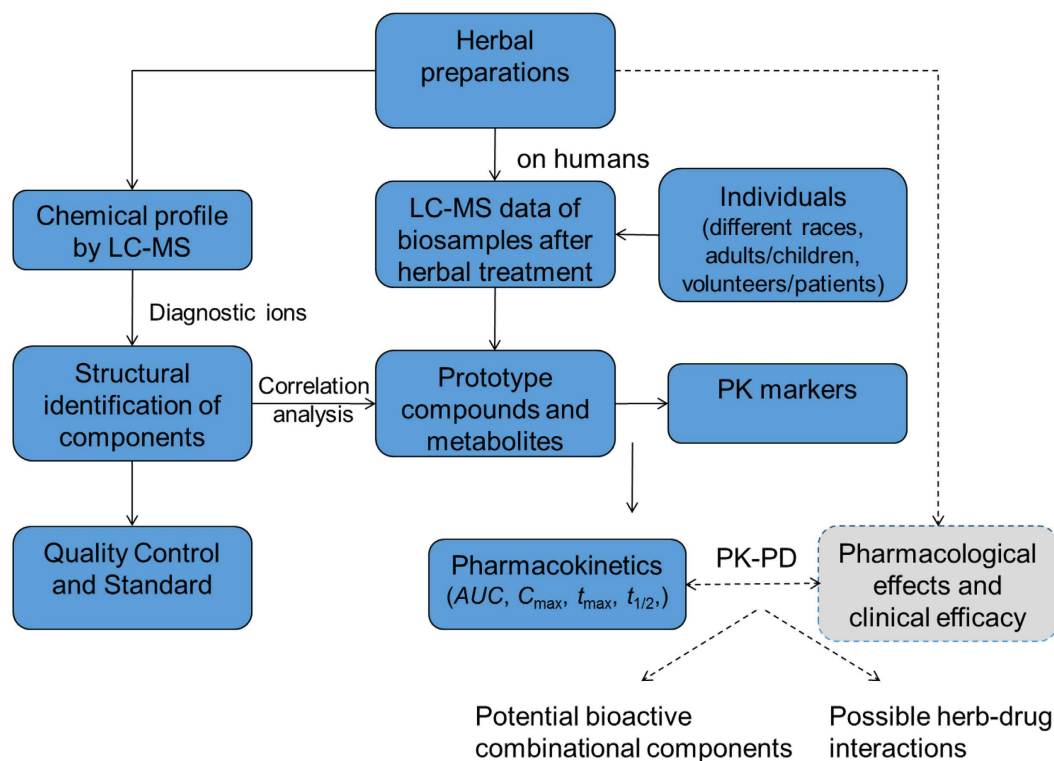 Herbal
preparations
on humans
Chemical profile
by LC-MS
LC-MS data of
biosamples after
herbal treatment
Individuals
(different races,
adults/children,
volunteers/patients)
Diagnostic ions
Structural
identification of
components
Correlation
analysis
Prototype
compounds and
metabolites
PK markers
Quality Control
and Standard
Pharmacokinetics
(AUC, Cmax, tmax, t1/2,)
PK-PD
Pharmacological
effects and
clinical efficacy
Potential bioactive
combinational components
Possible herb-drug
interactions